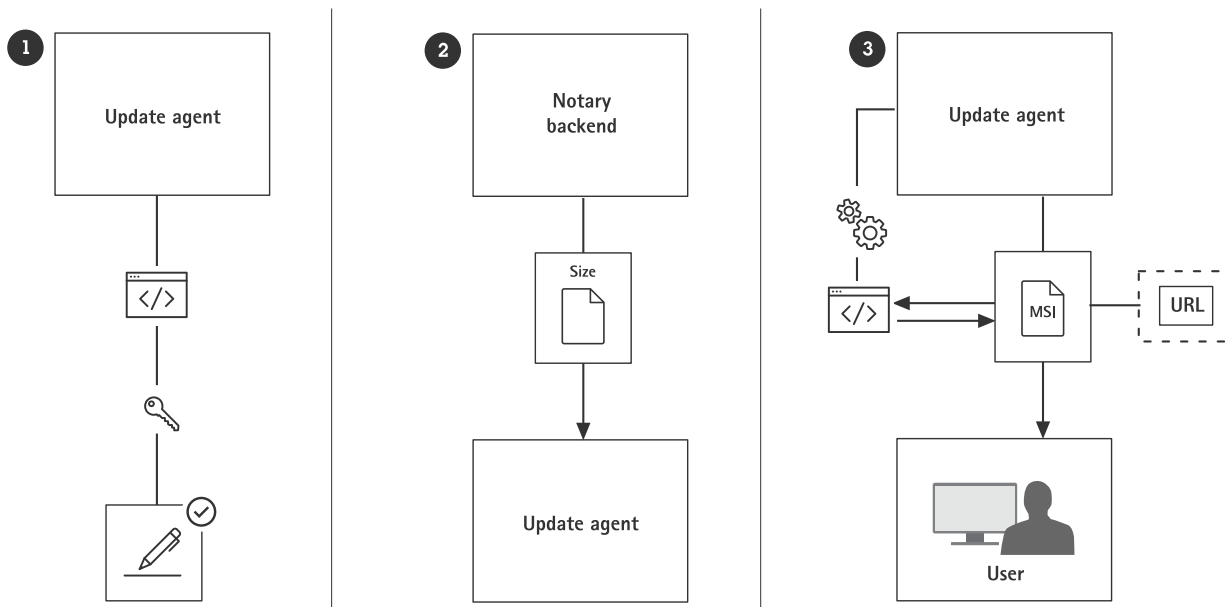 1
Update agent
</>
2
Notary
backend
Size
Update agent
3
Update agent
</>
MSI
URL
User